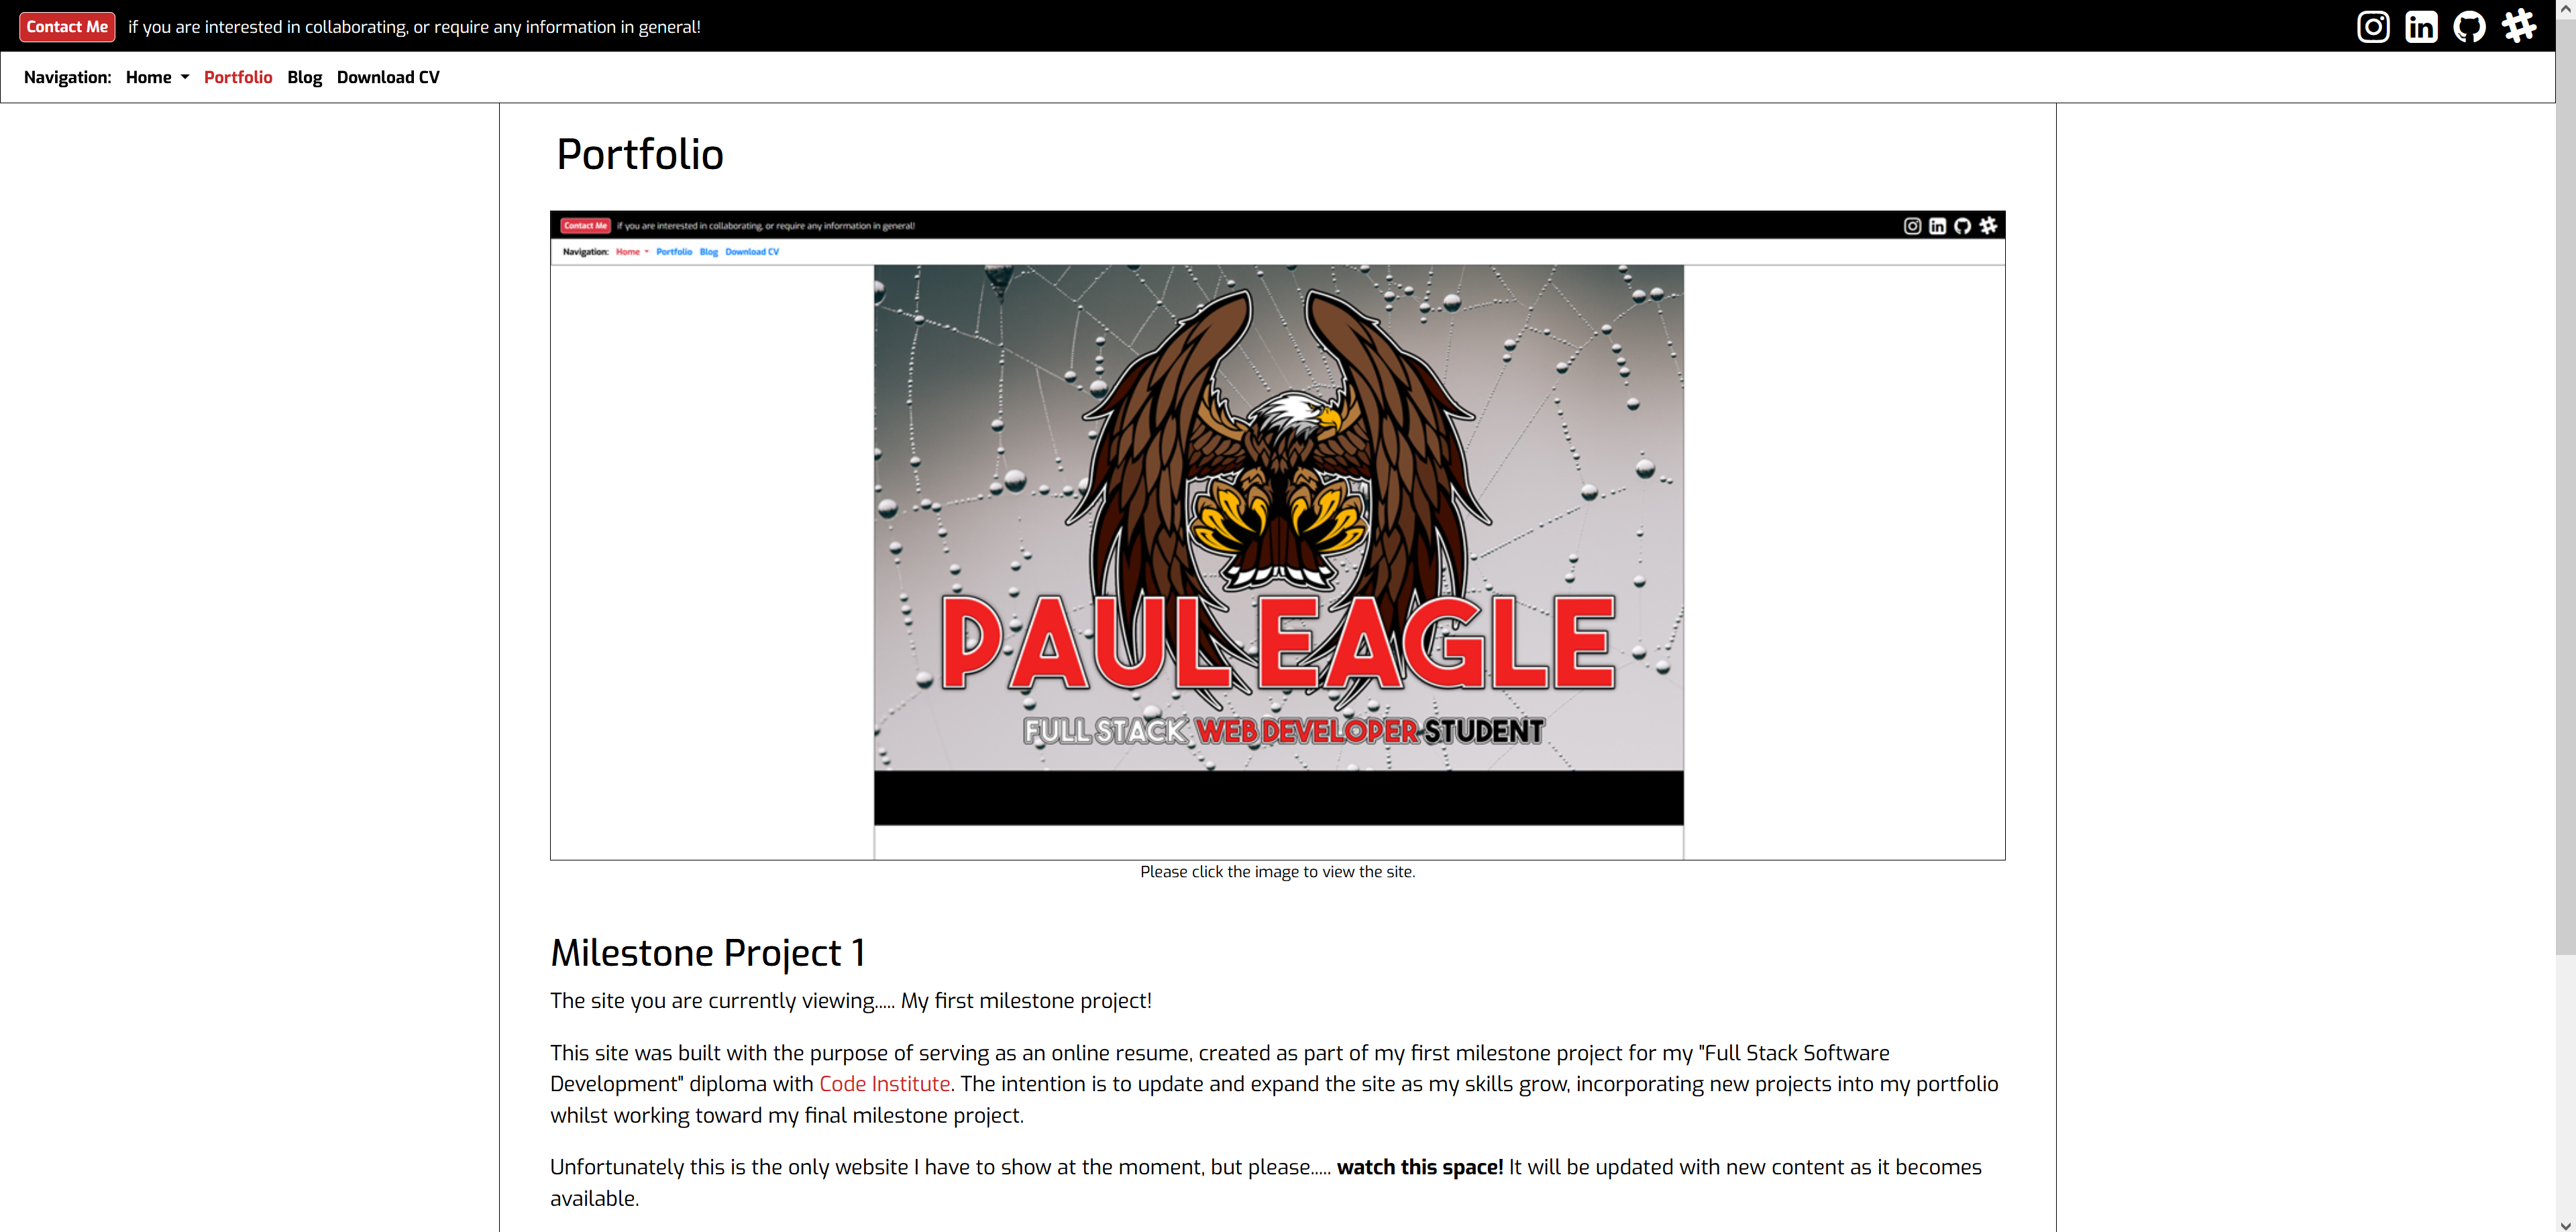 Contact Me if you are interested in collaborating, or require any information in general!
Navigation: Home Portfolio Blog Download CV
Portfolio
Contact Me if you are interested in collaborating, or require any information in general!
Navigation: Home Portfolio Blog Download CV
PAUL EAGLE
FULL STACK WEB DEVELOPER STUDENT
Please click the image to view the site.
Milestone Project 1
The site you are currently viewing..... My first milestone project!
This site was built with the purpose of serving as an online resume, created as part of my first milestone project for my "Full Stack Software
Development" diploma with Code Institute. The intention is to update and expand the site as my skills grow, incorporating new projects into my portfolio
whilst working toward my final milestone project.
Unfortunately this is the only website I have to show at the moment, but please..... watch this space! It will be updated with new content as it becomes
available.